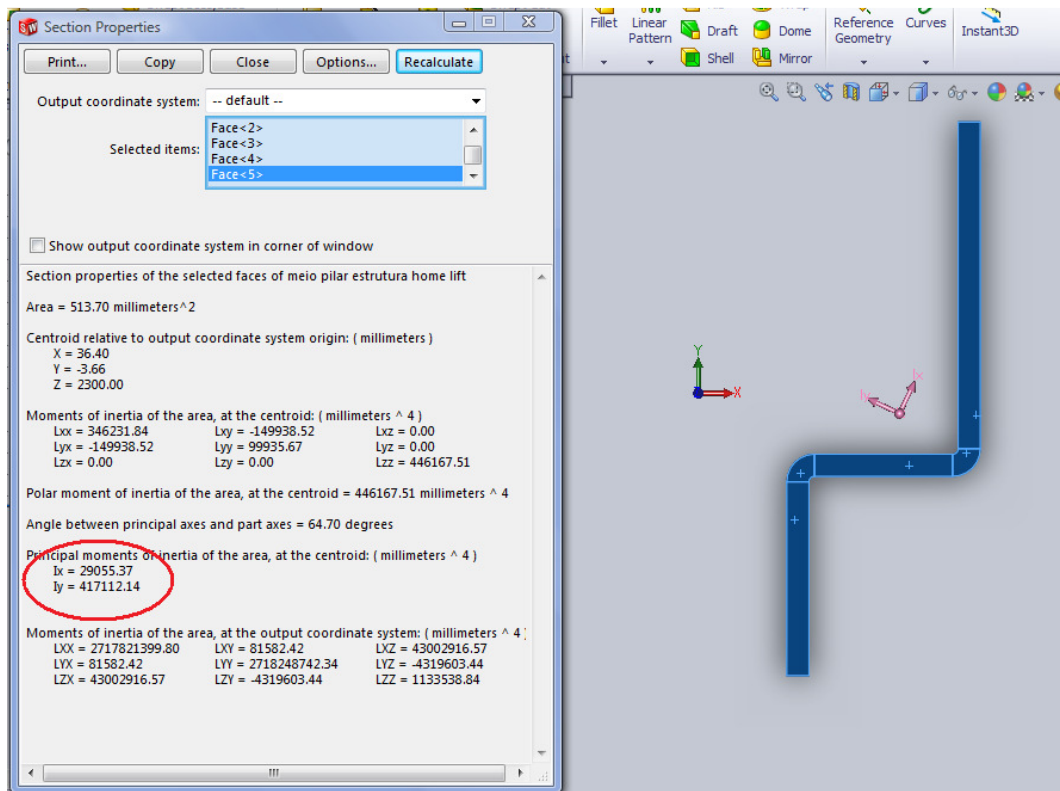 Section Properties
Print... Copy Close Options... Recalculate
Output coordinate system: -- default --
Face<2>
Selected items: Face<3>
Face<4>
Face<5>
Show output coordinate system in corner of window
Section properties of the selected faces of meio pilar estrutura home lift
Area = 513.70 millimeters^2
Centroid relative to output coordinate system origin: ( millimeters )
X = 36.40
Y = -3.66
Z = 2300.00
Moments of inertia of the area, at the centroid: ( millimeters ^ 4 )
Lxx = 346231.84 Lxy = -149938.52 Lxz = 0.00
Lyx = -149938.52 Lyy = 99935.67 Lyz = 0.00
Lzx = 0.00 Lzy = 0.00 Lzz = 446167.51
Polar moment of inertia of the area, at the centroid = 446167.51 millimeters ^ 4
Angle between principal axes and part axes = 64.70 degrees
Principal moments of inertia of the area, at the centroid: ( millimeters ^ 4 )
Ix = 29055.37
Iy = 417112.14
Moments of inertia of the area, at the output coordinate system: ( millimeters ^ 4
LXX = 2717821399.80 LXY = 81582.42 LXZ = 43002916.57
LYX = 81582.42 LYY = 2718248742.34 LYZ = -4319603.44
LZX = 43002916.57 LZY = -4319603.44 LZZ = 1133538.84
Fillet Linear Pattern Draft Dome Reference Geometry Curves Instant3D
Shell Mirror
Y
X
Ix
Iy